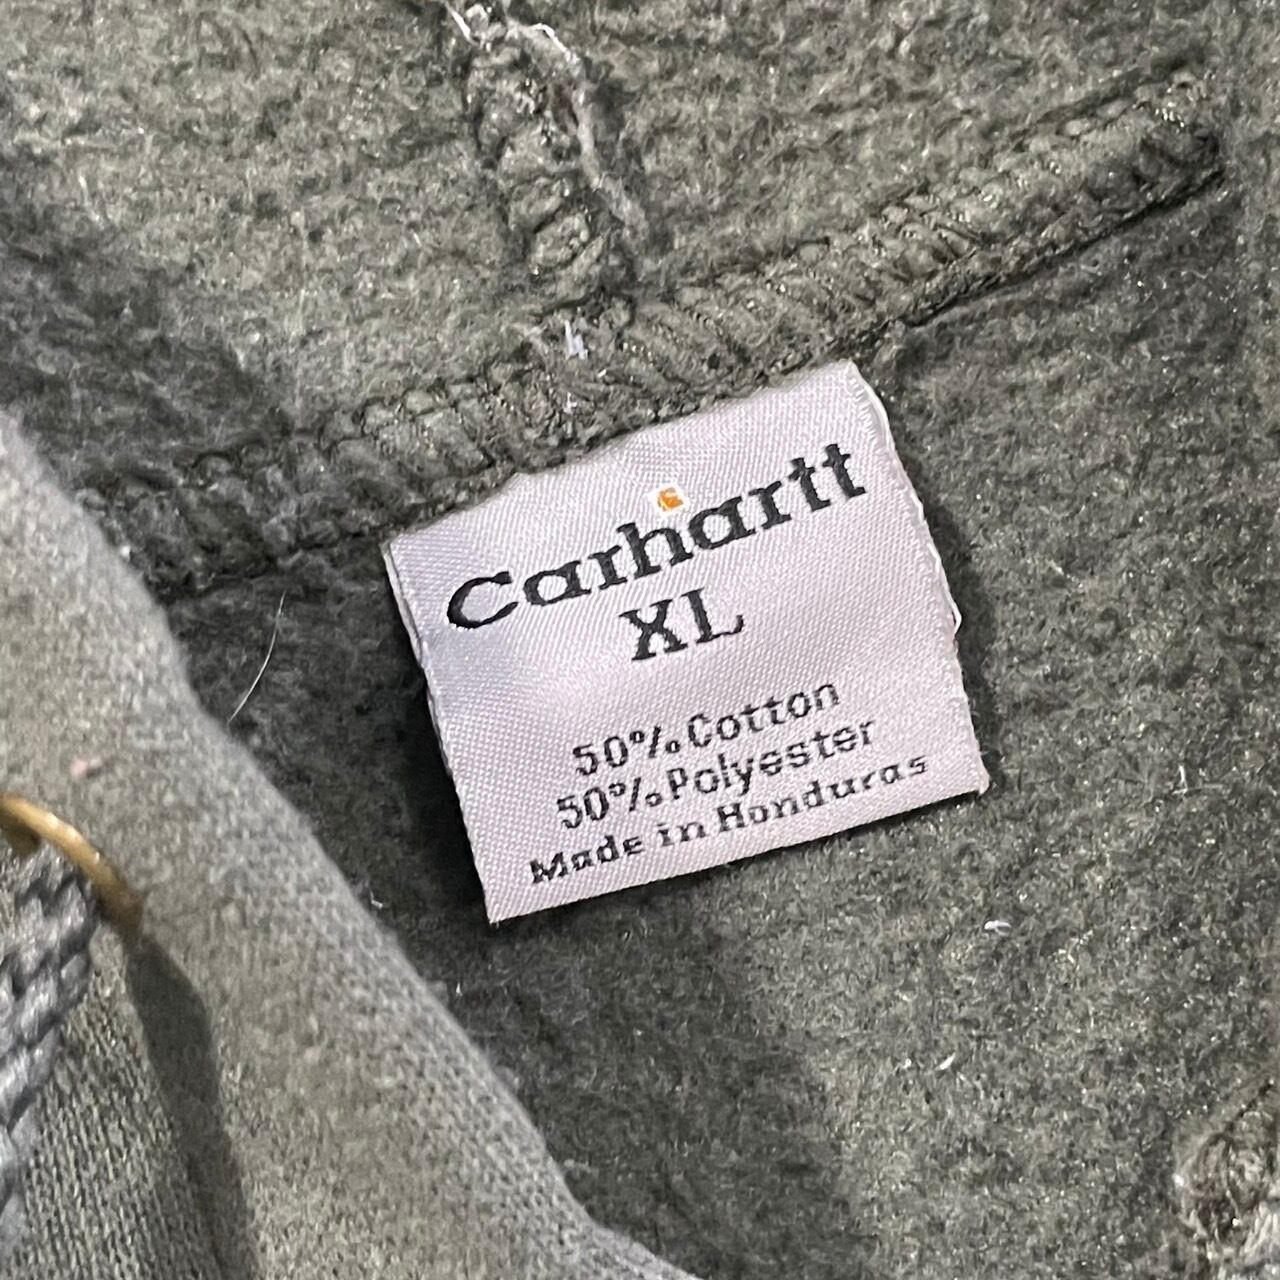 Carhartt
XL
50% Cotton
50% Polyester
Made in Honduras